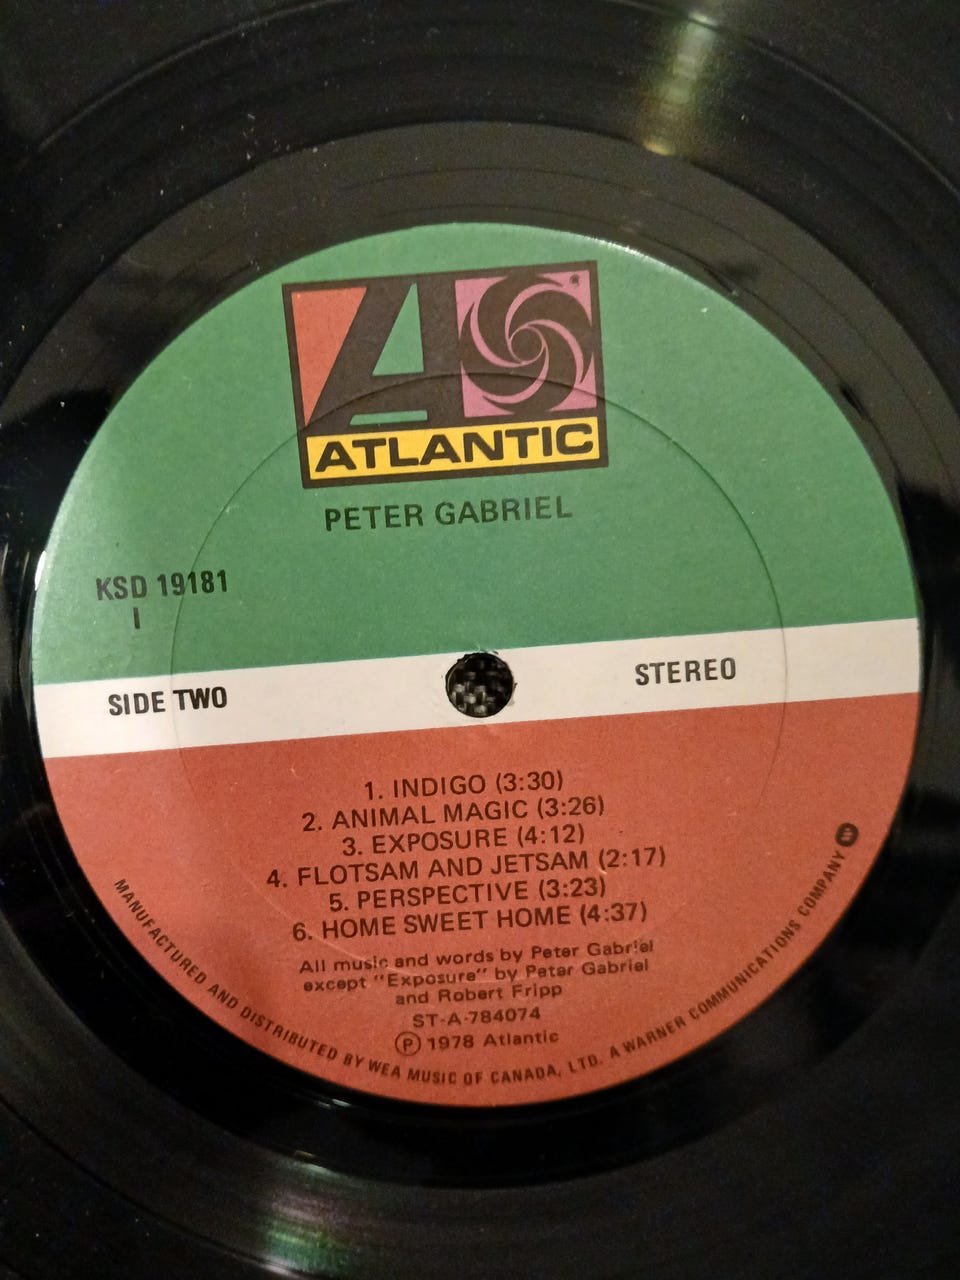 ATLANTIC
PETER GABRIEL
KSD 19181
I
SIDE TWO
STEREO
1. INDIGO (3:30)
2. ANIMAL MAGIC (3:26)
3. EXPOSURE (4:12)
4. FLOTSAM AND JETSAM (2:17)
5. PERSPECTIVE (3:23)
6. HOME SWEET HOME (4:37)
All music and words by Peter Gabriel
except "Exposure" by Peter Gabriel
and Robert Fripp
ST-A-784074
Ⓟ 1978 Atlantic
MANUFACTURED AND DISTRIBUTED BY WEA MUSIC OF CANADA, LTD. A WARNER COMMUNICATIONS COMPANY